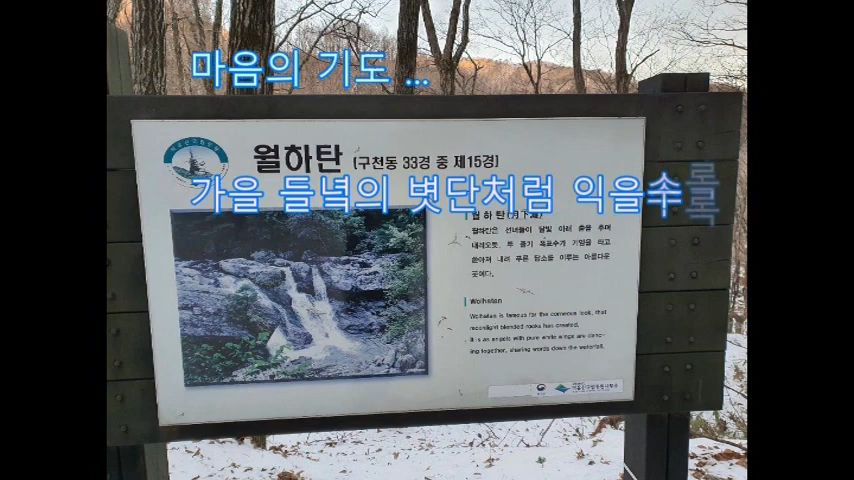 마음의 기도 ...
월하탄 (구천동 33경 중 제15경)
가을 들녘의 볏단처럼 익을수록
월하탄(月下灘)
월하탄은 선녀들이 달빛 아래 춤을 추며
내려오듯, 두 줄기 폭포수가 기암을 타고
쏟아져 내려 푸른 담소를 이루는 아름다운
곳이다.
Wolhatan
Wolhatan is famous for the
look, that
moonlight blended rocks has created.
It is as angels with pure white wings are danc-
ing together, sharing words down the waterfall.